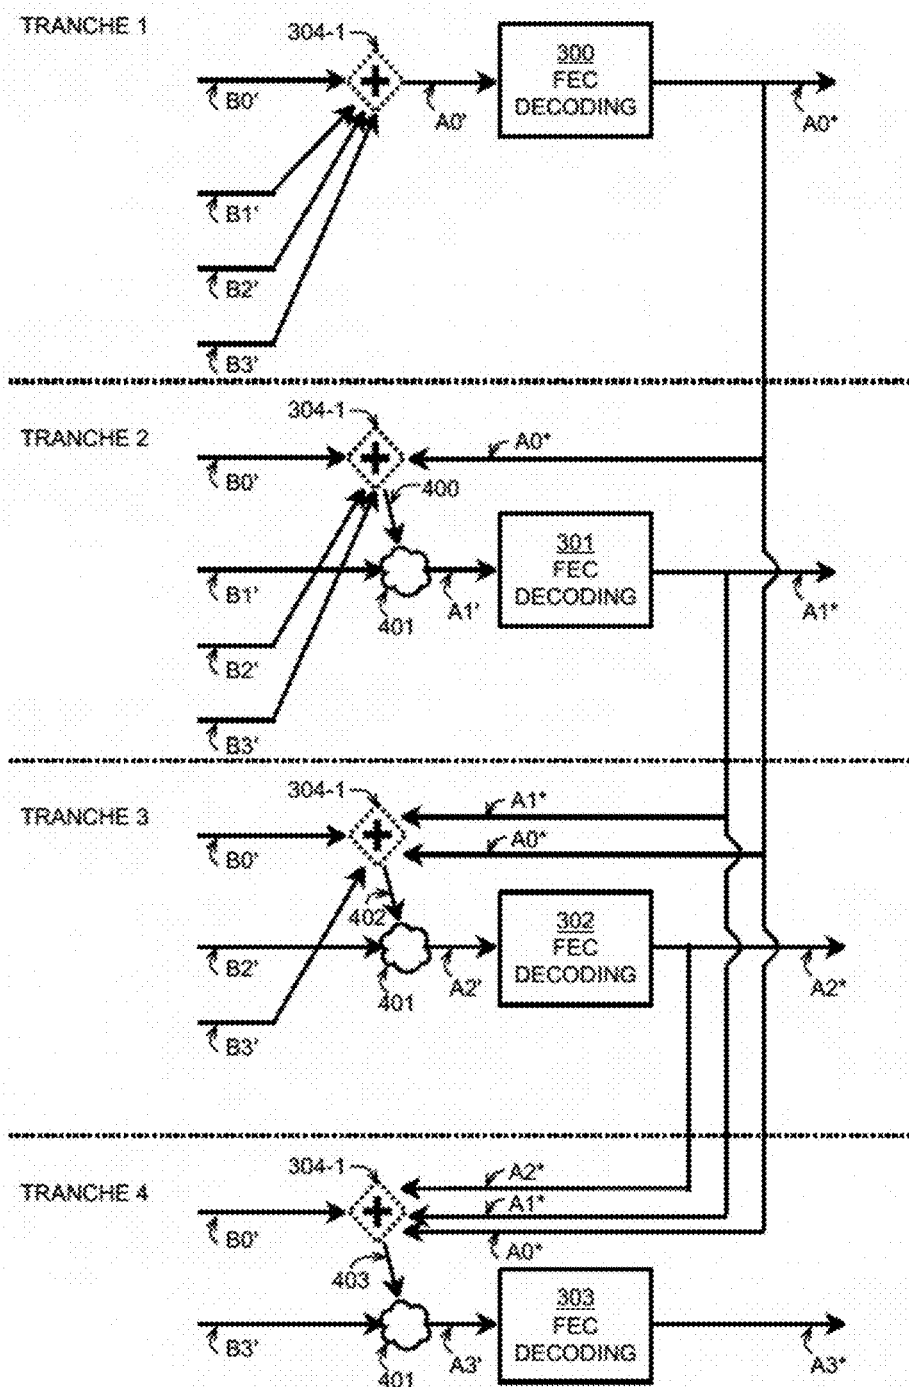 TRANCHE 1
304-1
B0'
A0'
300
FEC
DECODING
A0*
B1'
B2'
B3'
TRANCHE 2
304-1
A0*
B0'
400
301
FEC
DECODING
B1'
401
A1'
A1*
B2'
B3'
TRANCHE 3
304-1
A1*
B0'
A0*
402
302
FEC
DECODING
B2'
401
A2'
A2*
B3'
TRANCHE 4
304-1
A2*
A1*
B0'
A0*
403
303
FEC
DECODING
B3'
401
A3'
A3*